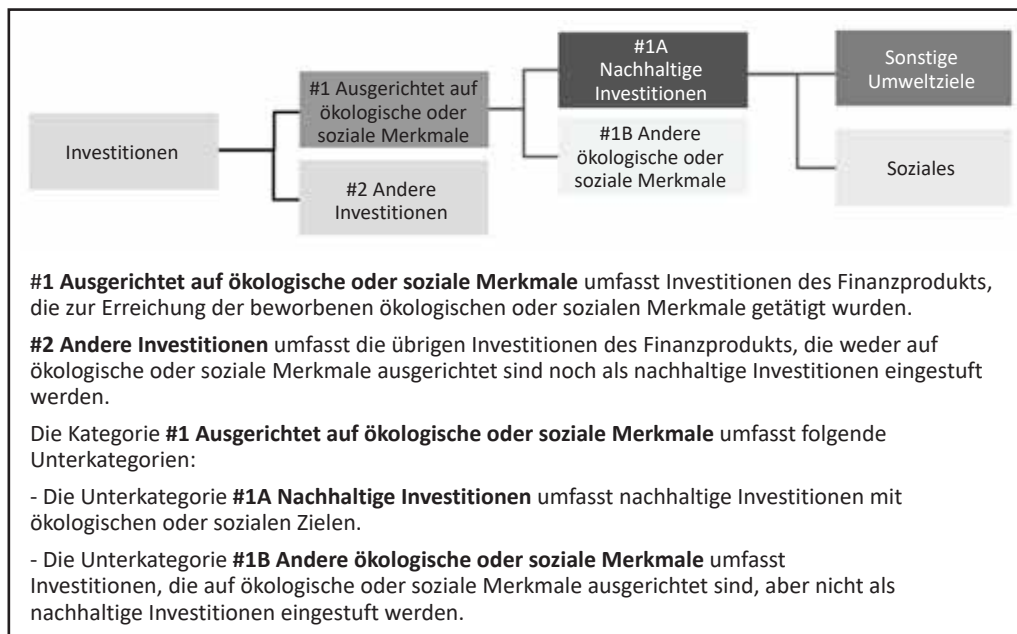 Investitionen
#1 Ausgerichtet auf
ökologische oder
soziale Merkmale
#2 Andere
Investitionen
#1A
Nachhaltige
Investitionen
#1B Andere
ökologische oder
soziale Merkmale
Sonstige
Umweltziele
Soziales
#1 Ausgerichtet auf ökologische oder soziale Merkmale umfasst Investitionen des Finanzprodukts,
die zur Erreichung der beworbenen ökologischen oder sozialen Merkmale getätigt wurden.
#2 Andere Investitionen umfasst die übrigen Investitionen des Finanzprodukts, die weder auf
ökologische oder soziale Merkmale ausgerichtet sind noch als nachhaltige Investitionen eingestuft
werden.
Die Kategorie #1 Ausgerichtet auf ökologische oder soziale Merkmale umfasst folgende
Unterkategorien:
- Die Unterkategorie #1A Nachhaltige Investitionen umfasst nachhaltige Investitionen mit
ökologischen oder sozialen Zielen.
- Die Unterkategorie #1B Andere ökologische oder soziale Merkmale umfasst
Investitionen, die auf ökologische oder soziale Merkmale ausgerichtet sind, aber nicht als
nachhaltige Investitionen eingestuft werden.